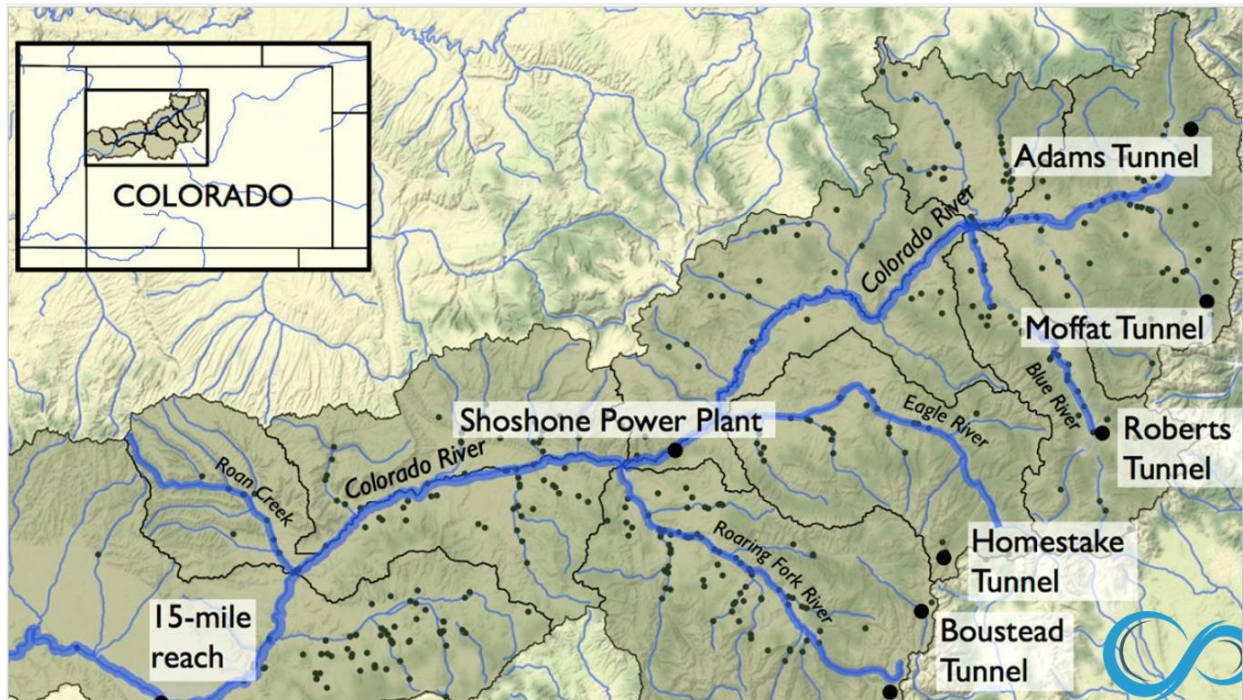 COLORADO
Adams Tunnel
Colorado River
Moffat Tunnel
Blue River
Shoshone Power Plant
Eagle River
Roberts
Tunnel
Colorado River
Roan Creek
Roaring Fork River
Homestake
Tunnel
15-mile
reach
Boustead
Tunnel